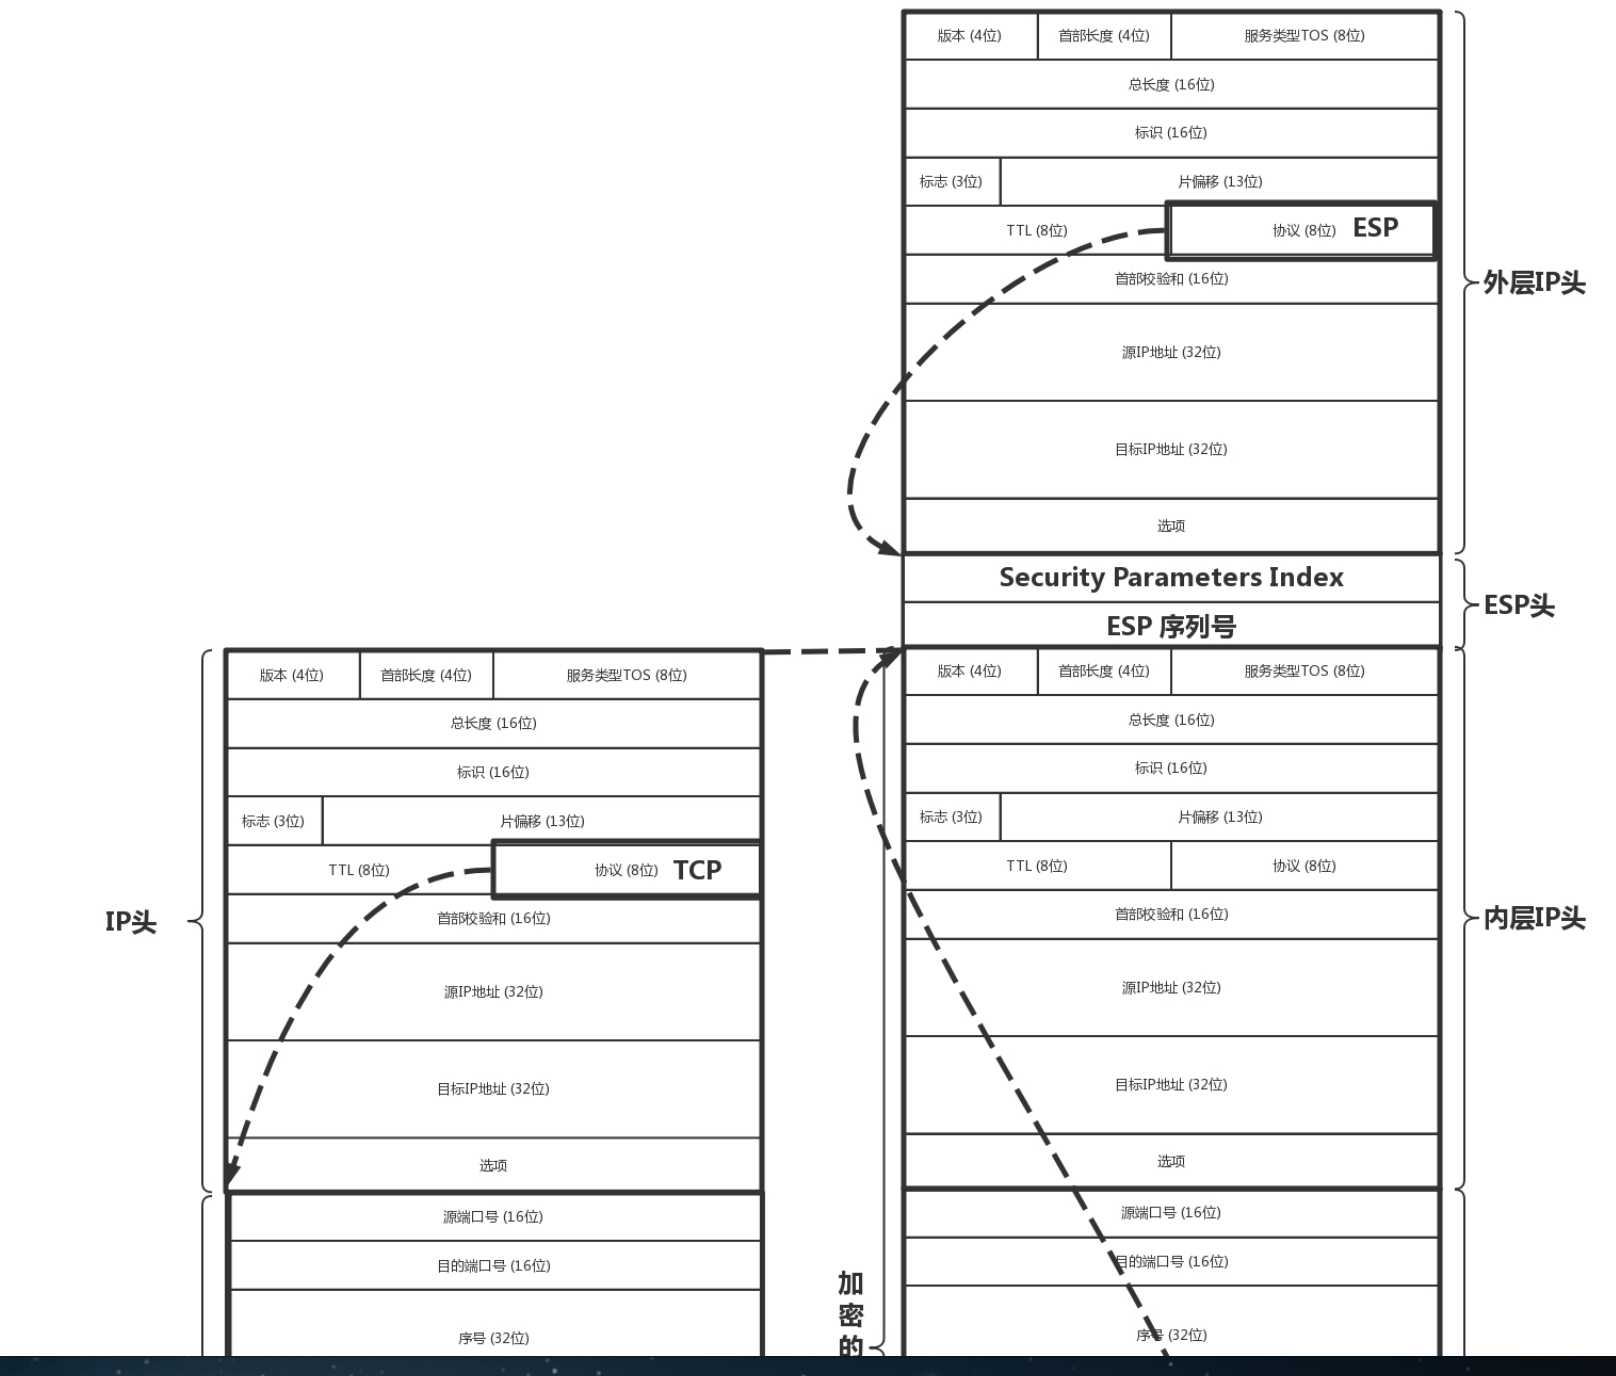 版本 (4位) 首部长度 (4位) 服务类型TOS (8位)
总长度 (16位)
标识 (16位)
标志 (3位) 片偏移 (13位)
TTL (8位) 协议 (8位) ESP
首部校验和 (16位)
源IP地址 (32位)
目标IP地址 (32位)
选项
外层IP头
Security Parameters Index
ESP 序列号
ESP头
IP头
版本 (4位) 首部长度 (4位) 服务类型TOS (8位)
总长度 (16位)
标识 (16位)
标志 (3位) 片偏移 (13位)
TTL (8位) 协议 (8位) TCP
首部校验和 (16位)
源IP地址 (32位)
目标IP地址 (32位)
选项
源端口号 (16位)
目的端口号 (16位)
序号 (32位)
加
密
的
版本 (4位) 首部长度 (4位) 服务类型TOS (8位)
总长度 (16位)
标识 (16位)
标志 (3位) 片偏移 (13位)
TTL (8位) 协议 (8位)
首部校验和 (16位)
源IP地址 (32位)
目标IP地址 (32位)
选项
内层IP头
源端口号 (16位)
目的端口号 (16位)
序号 (32位)